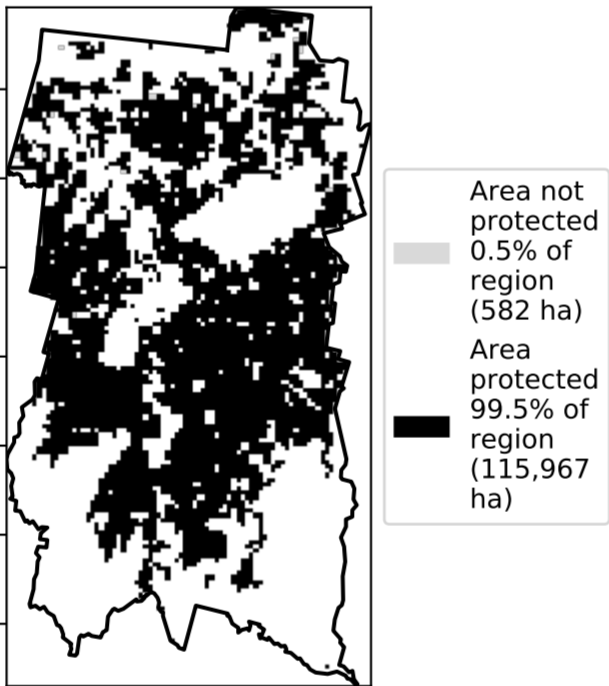 Area not
protected
0.5% of
region
(582 ha)
Area
protected
99.5% of
region
(115,967
ha)